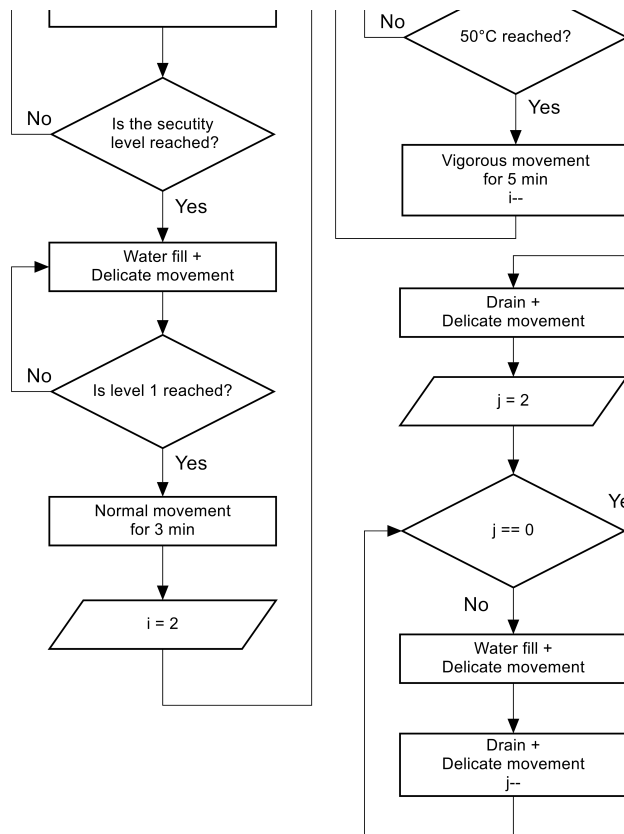 No
Is the secutity
level reached?
Yes
Water fill +
Delicate movement
No
Is level 1 reached?
Yes
Normal movement
for 3 min
i = 2
No
50°C reached?
Yes
Vigorous movement
for 5 min
i--
Drain +
Delicate movement
j = 2
j == 0
No
Water fill +
Delicate movement
Drain +
Delicate movement
j--